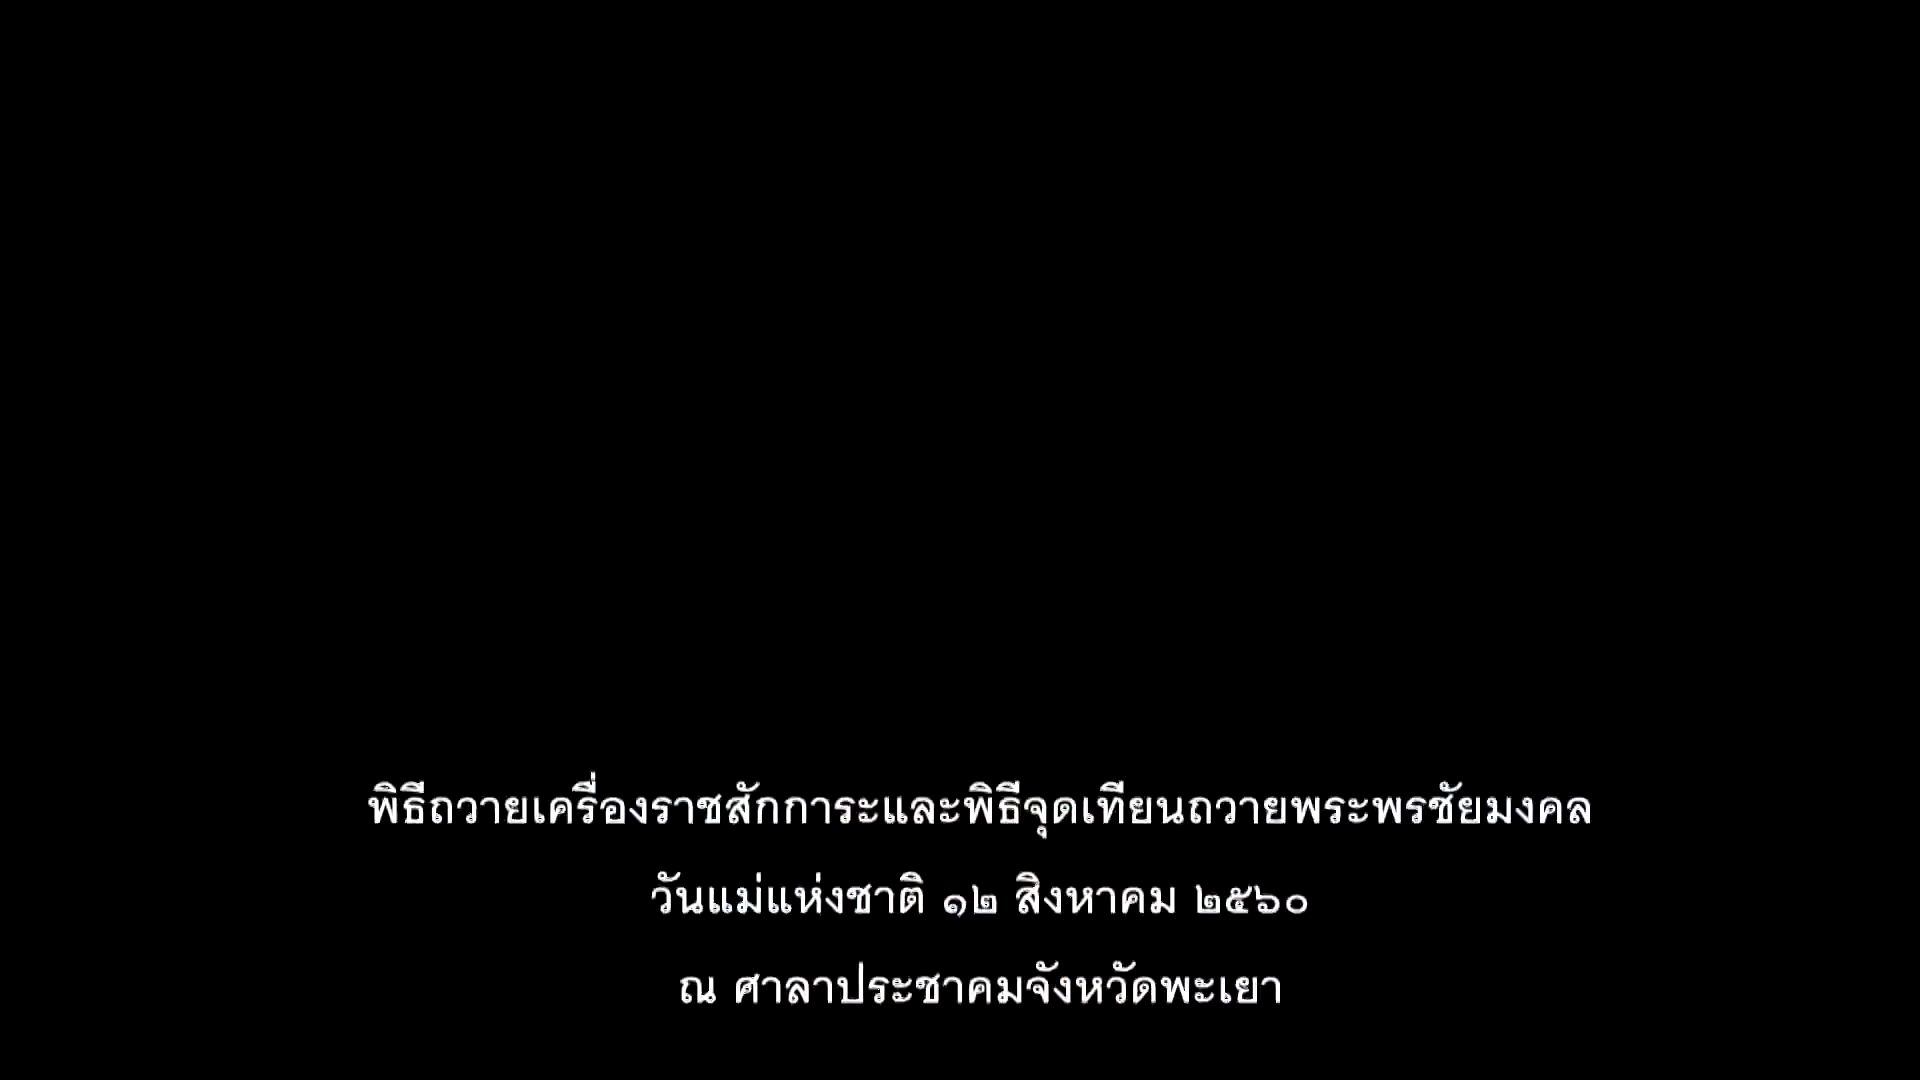 พิธีถวายเครื่องราชสักการะและพิธีจุดเทียนถวายพระพรชัยมงคล
วันแม่แห่งชาติ ๑๒ สิงหาคม ๒๕๖๐
ณ ศาลาประชาคมจังหวัดพะเยา